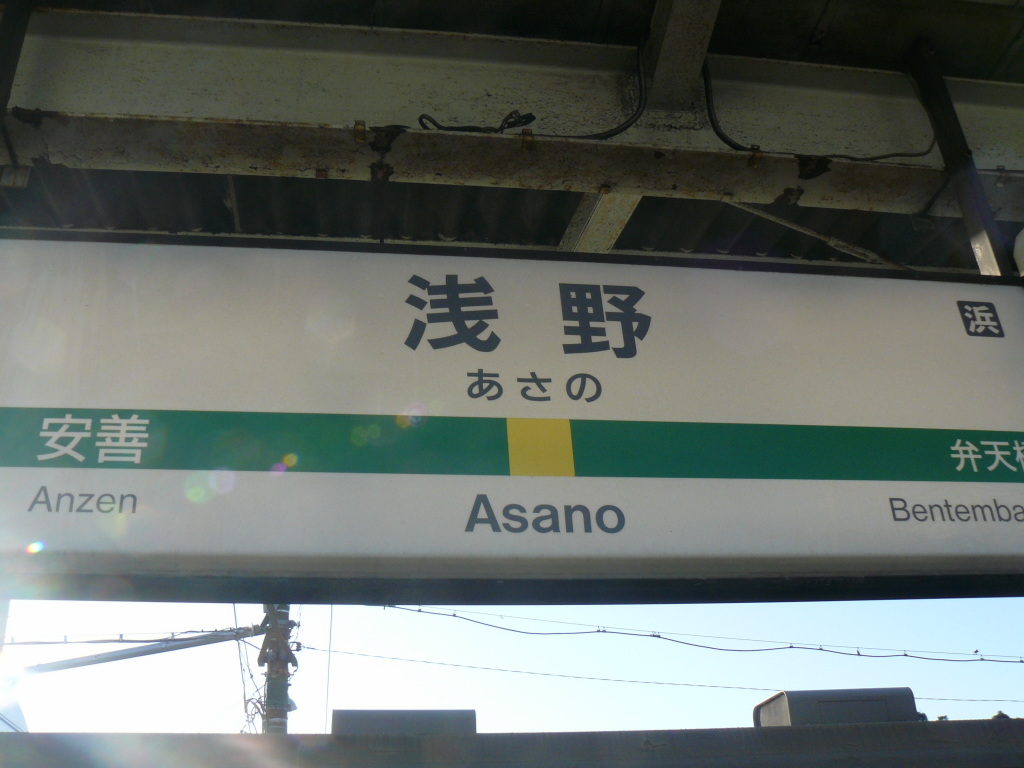 浅野
浜
あさの
安善
弁天
Anzen
Asano
Bentemba